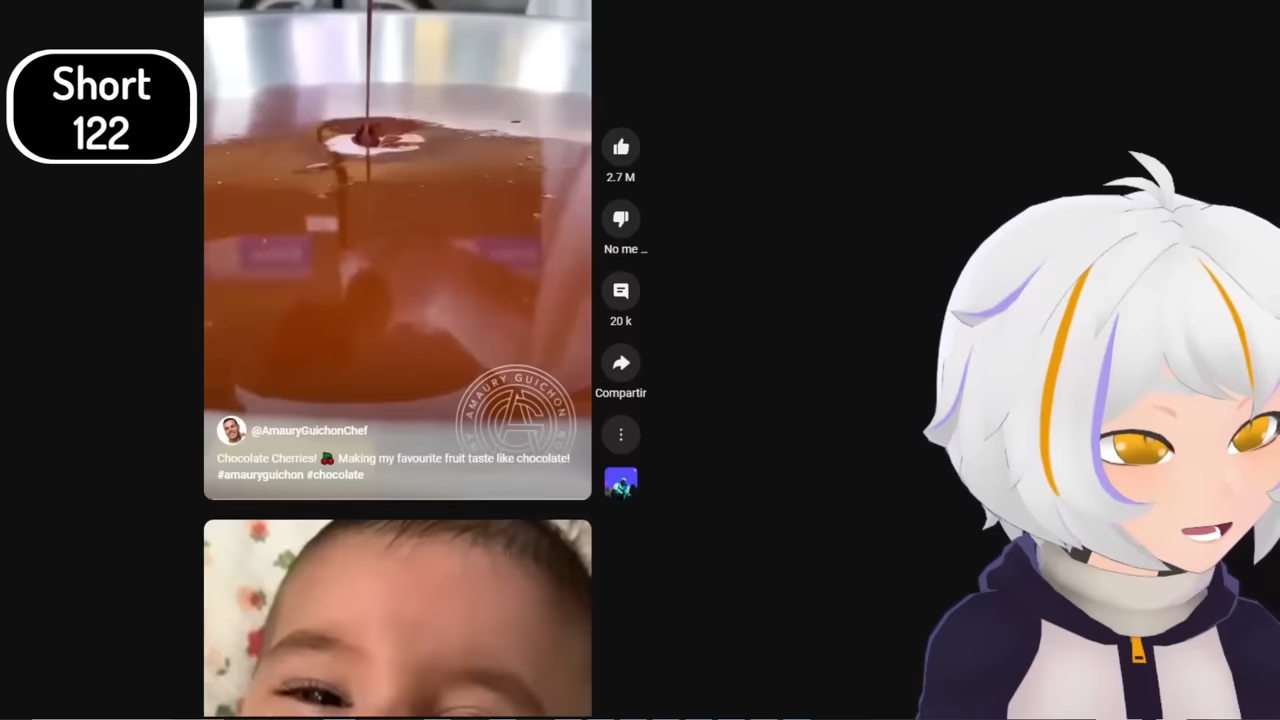 Short
122
2.7 M
No me ...
20 k
Compartir
AMAURY GUICHON
@AmauryGuichonChef
Chocolate Cherries! 🍒 Making my favourite fruit taste like chocolate!
#amauryguichon #chocolate